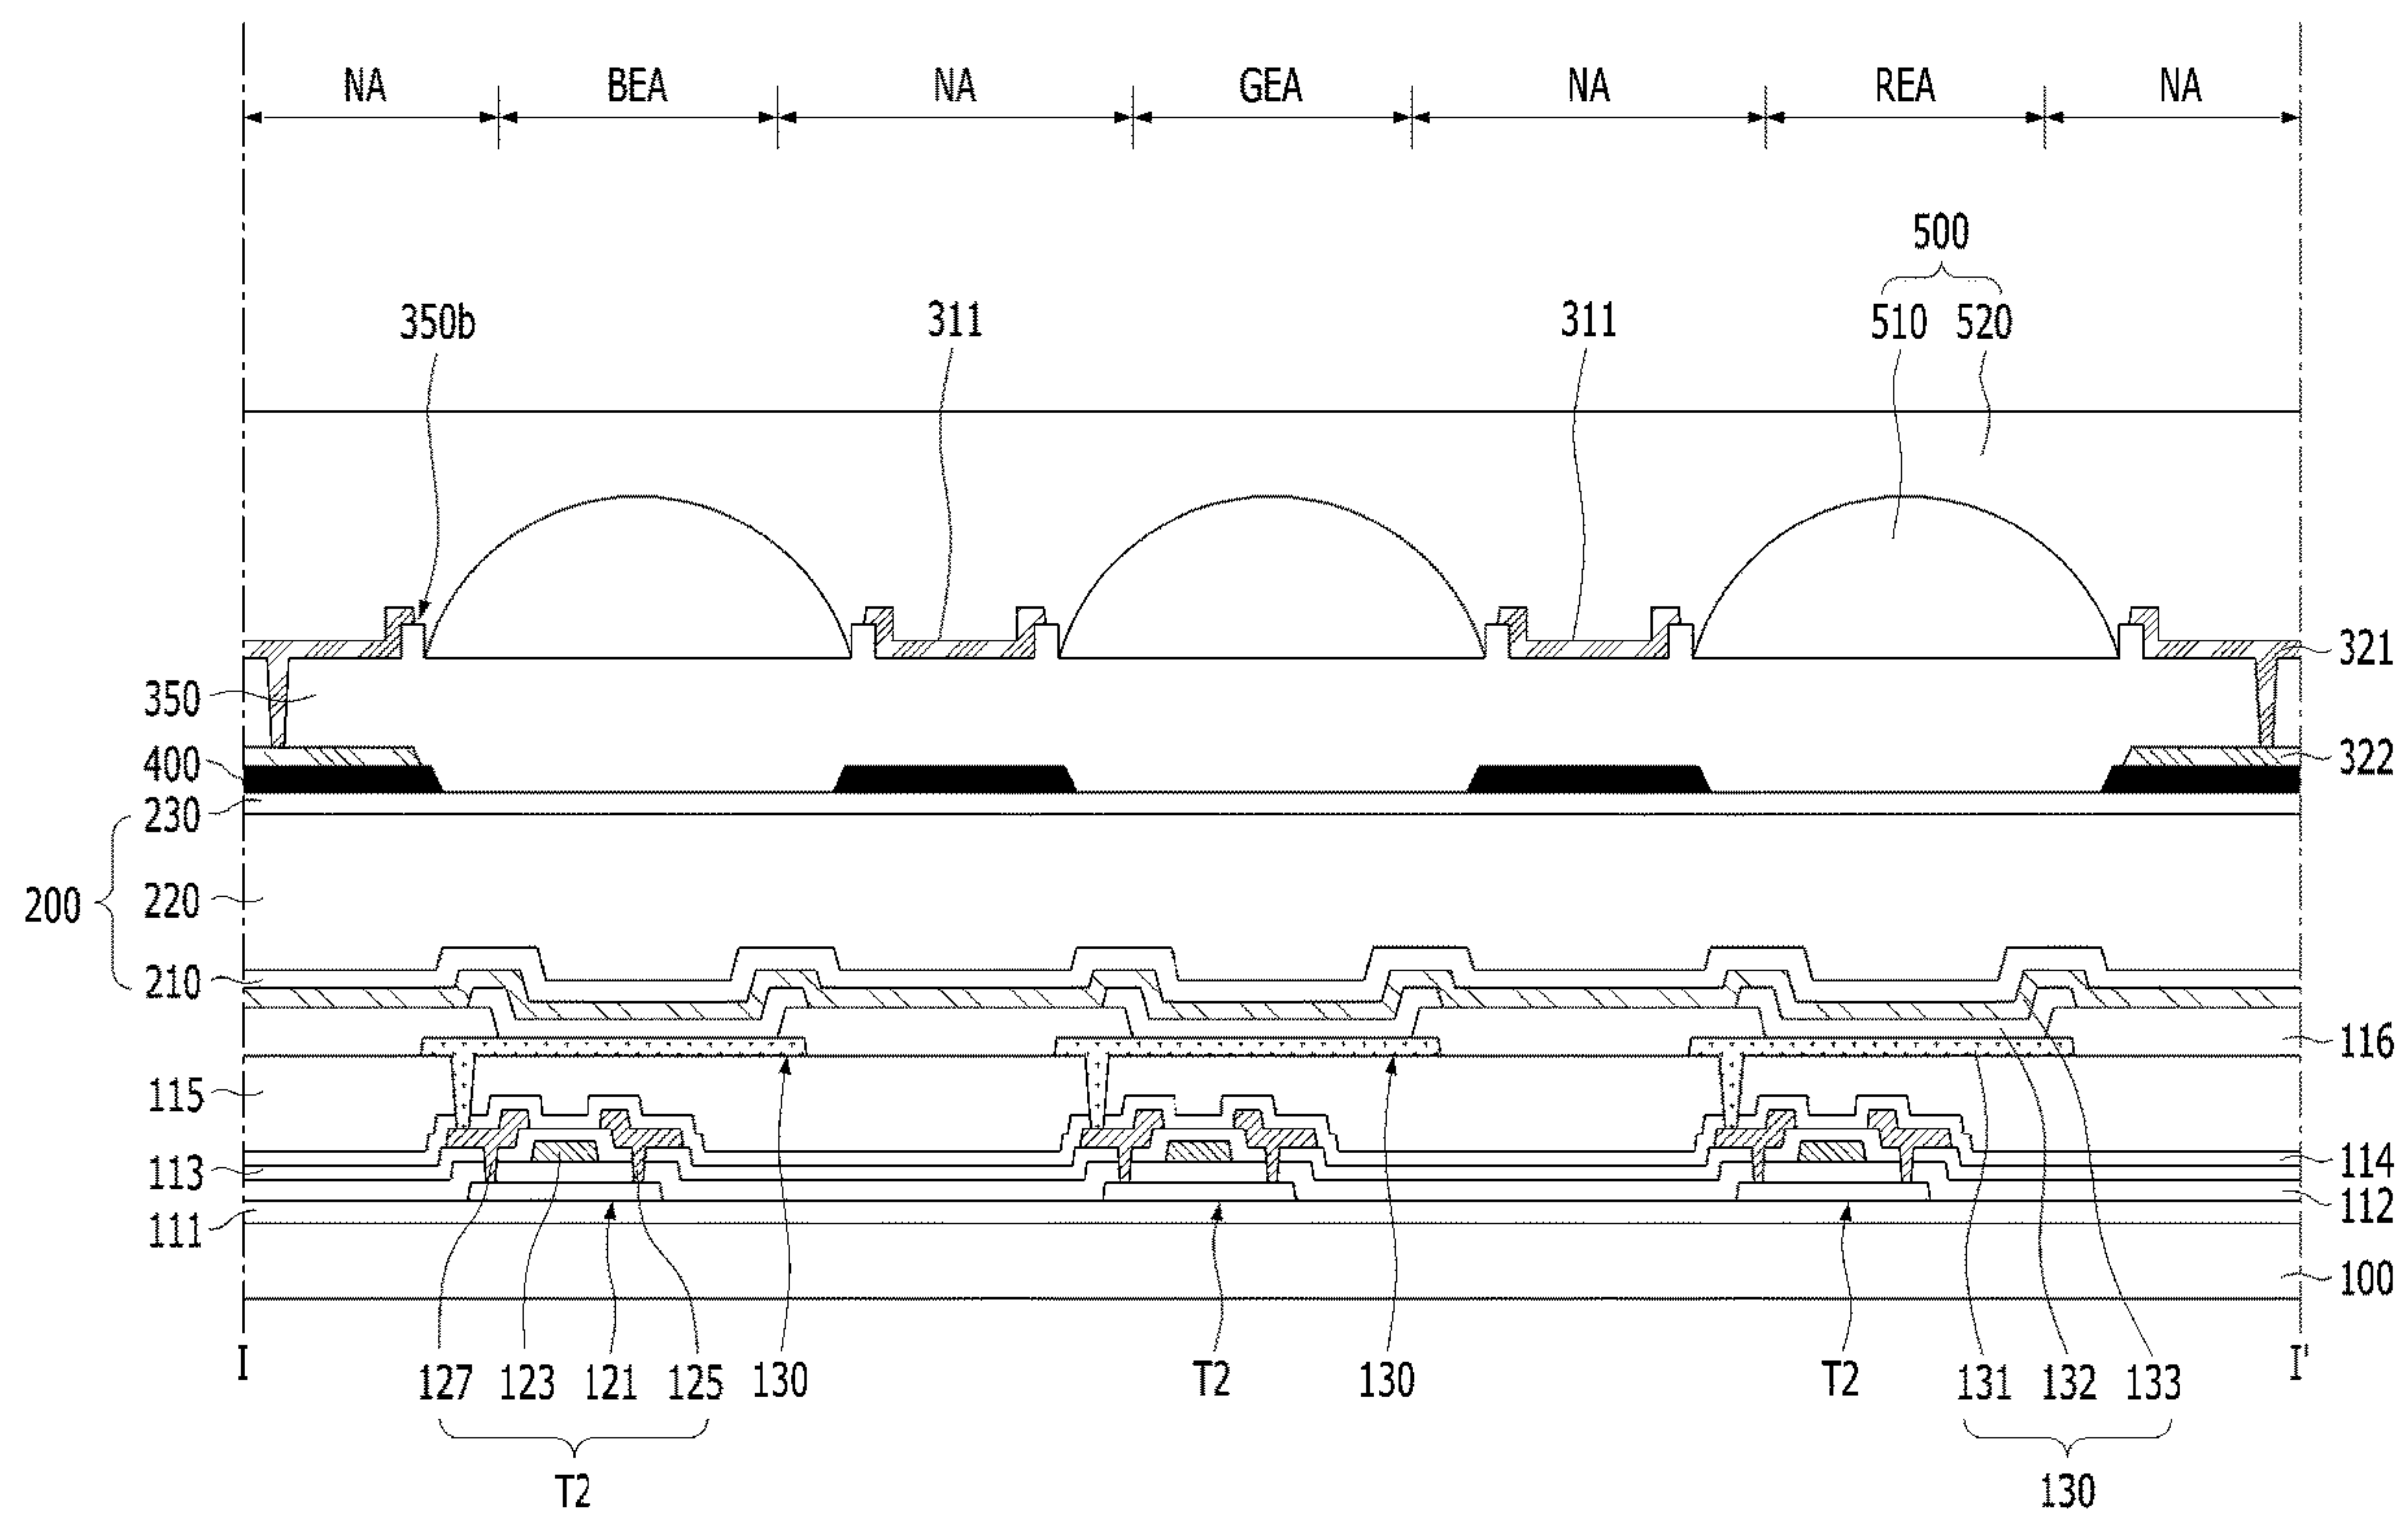 NA BEA NA GEA NA REA NA
500
350b 311 311 510 520
321
350
400 322
230
200 220
210
116
115
113 114
111 112
100
I I'
127 123 121 125 130 T2 130 T2 131 132 133
T2 130